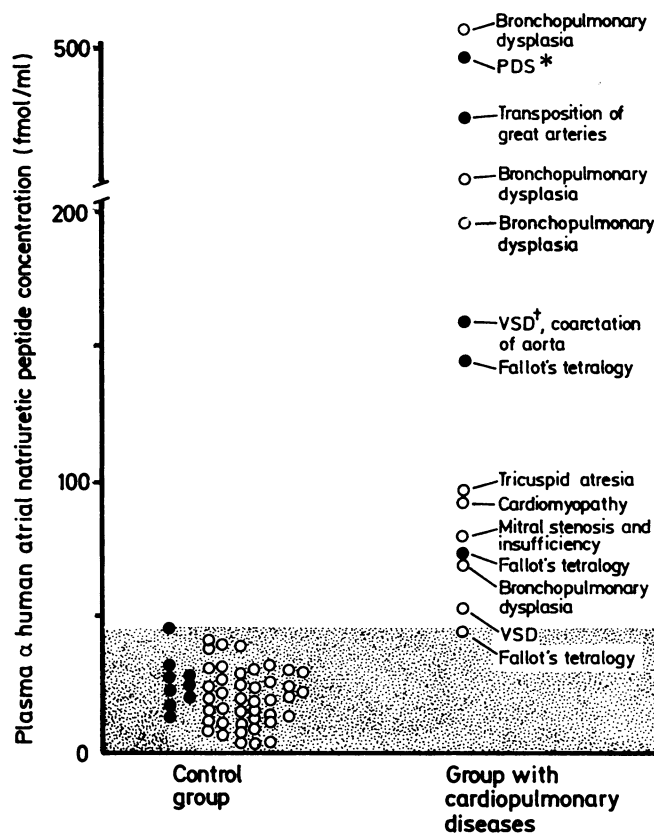 Plasma α human atrial natriuretic peptide concentration (fmol/ml)
500
200
100
0
Bronchopulmonary
dysplasia
PDS *
Transposition of
great arteries
Bronchopulmonary
dysplasia
Bronchopulmonary
dysplasia
VSD†, coarctation
of aorta
Fallot's tetralogy
Tricuspid atresia
Cardiomyopathy
Mitral stenosis and
insufficiency
Fallot's tetralogy
Bronchopulmonary
dysplasia
VSD
Fallot's tetralogy
Control
group
Group with
cardiopulmonary
diseases